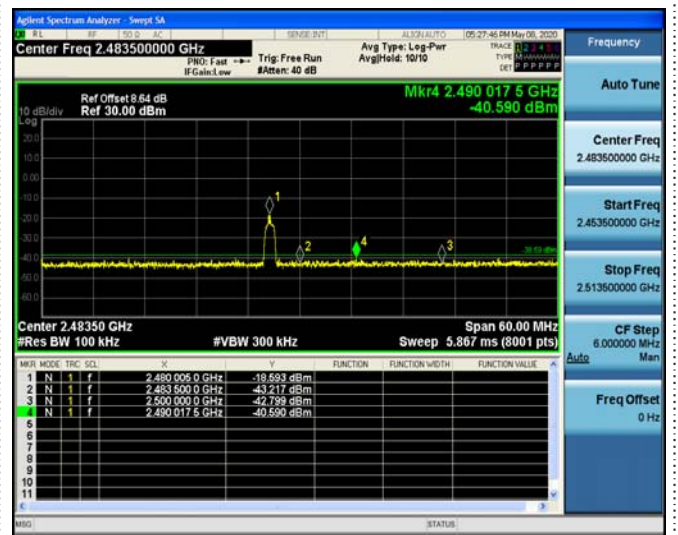 Agilent Spectrum Analyzer - Swept SA
RL RF 50 Ω AC SENSE:INT ALIGN AUTO 05:27:46 PM May 08, 2020
Center Freq 2.483500000 GHz
PNO: Fast Trig: Free Run Avg Type: Log-Pwr TRACE 1 2 3 4 5 6
IFGain:Low #Atten: 40 dB Avg|Hold: 10/10 TYPE
DET P P P P P P
Ref Offset 8.64 dB Mkr4 2.490 017 5 GHz
10 dB/div Ref 30.00 dBm -40.590 dBm
Log
20.0
10.0
0.00
-10.0
-20.0
-30.0
-40.0
-50.0
-60.0
1
2
4
3
-38.59 dBm
Center 2.48350 GHz Span 60.00 MHz
#Res BW 100 kHz #VBW 300 kHz Sweep 5.867 ms (8001 pts)
MKR MODE TRC SCL X Y FUNCTION FUNCTION WIDTH FUNCTION VALUE
1 N 1 f 2.480 005 0 GHz -18.593 dBm
2 N 1 f 2.483 500 0 GHz -43.217 dBm
3 N 1 f 2.500 000 0 GHz -42.799 dBm
4 N 1 f 2.490 017 5 GHz -40.590 dBm
5
6
7
8
9
10
11
MSG STATUS
Frequency
Auto Tune
Center Freq
2.483500000 GHz
Start Freq
2.453500000 GHz
Stop Freq
2.513500000 GHz
CF Step
6.000000 MHz
Auto Man
Freq Offset
0 Hz